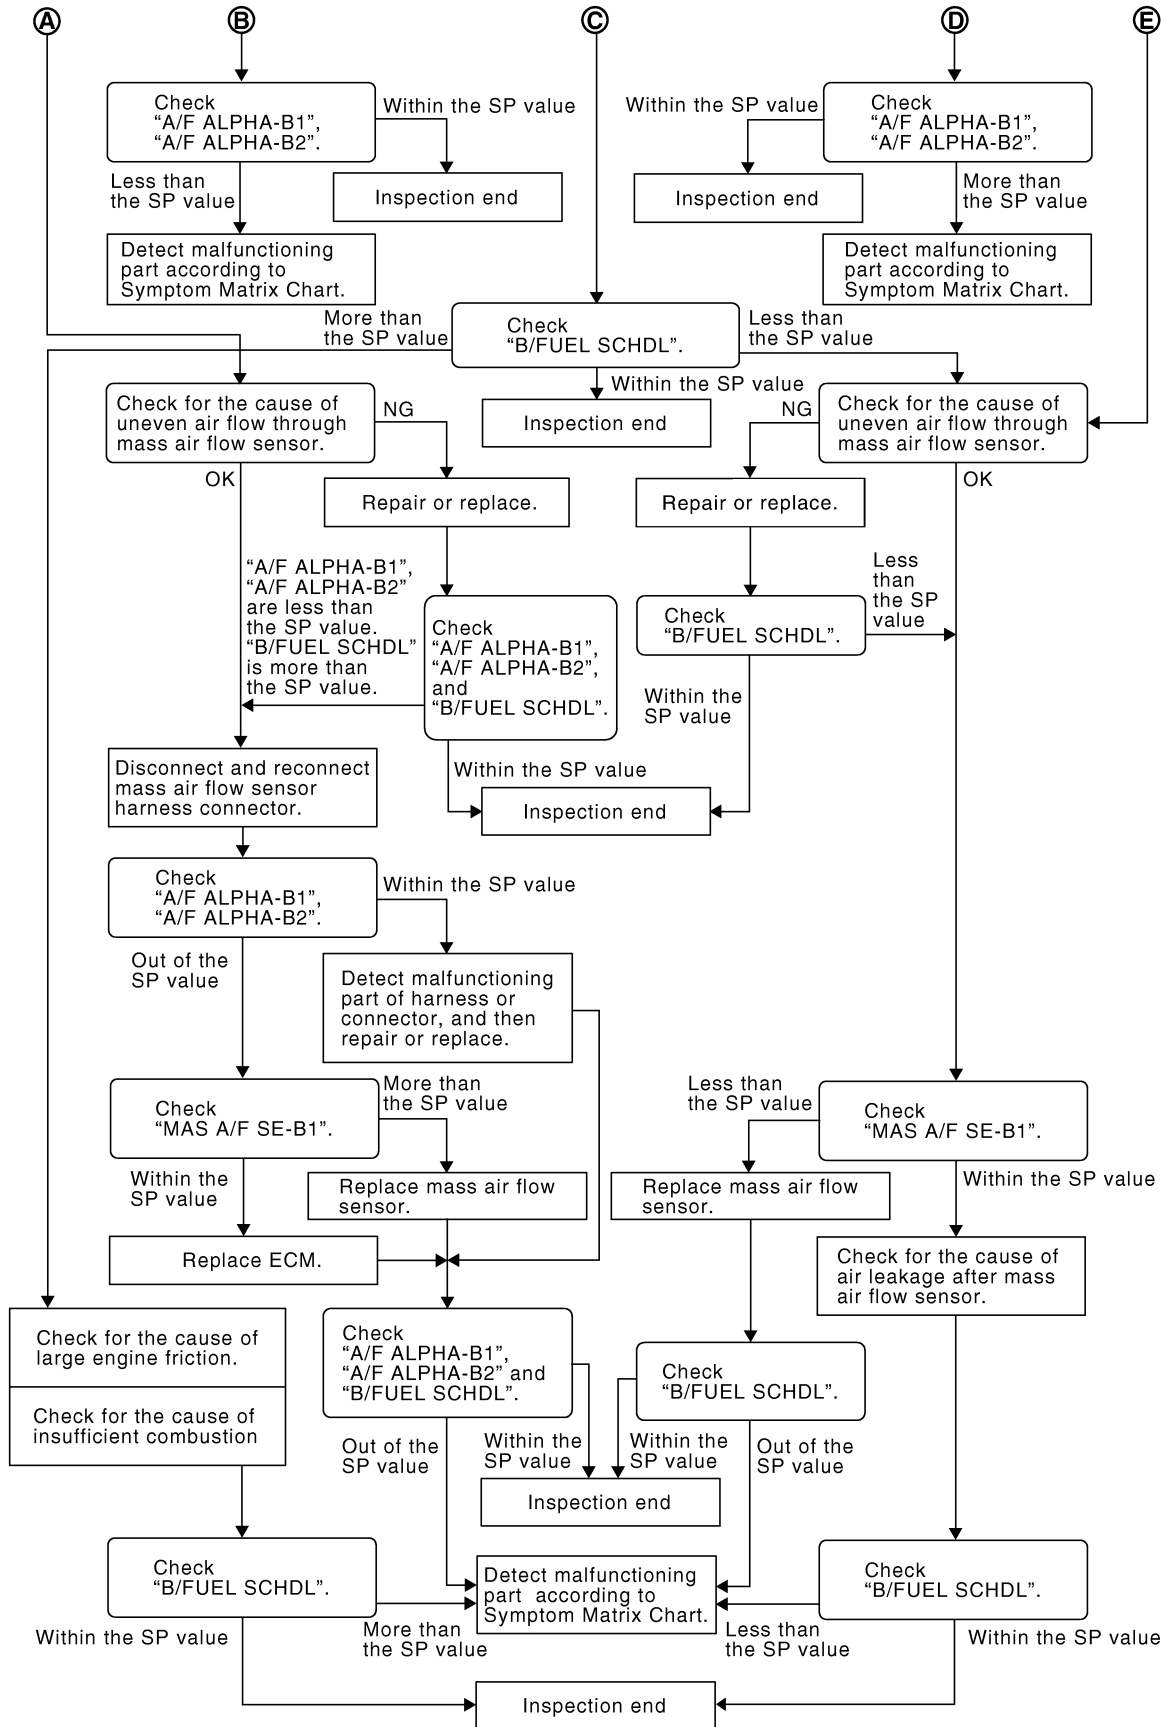 A
B
C
D
E
Check
“A/F ALPHA-B1”,
“A/F ALPHA-B2”.
Within the SP value
Less than
the SP value
Inspection end
Detect malfunctioning
part according to
Symptom Matrix Chart.
Within the SP value
Check
“A/F ALPHA-B1”,
“A/F ALPHA-B2”.
Inspection end
More than
the SP value
Detect malfunctioning
part according to
Symptom Matrix Chart.
More than
the SP value
Check
“B/FUEL SCHDL”.
Less than
the SP value
Within the SP value
Inspection end
Check for the cause of
uneven air flow through
mass air flow sensor.
NG
OK
Repair or replace.
“A/F ALPHA-B1”,
“A/F ALPHA-B2”
are less than
the SP value.
“B/FUEL SCHDL”
is more than
the SP value.
Check
“A/F ALPHA-B1”,
“A/F ALPHA-B2”,
and
“B/FUEL SCHDL”.
Within the SP value
Inspection end
NG
Check for the cause of
uneven air flow through
mass air flow sensor.
OK
Repair or replace.
Check
“B/FUEL SCHDL”.
Less
than
the SP
value
Within the
SP value
Disconnect and reconnect
mass air flow sensor
harness connector.
Check
“A/F ALPHA-B1”,
“A/F ALPHA-B2”.
Within the SP value
Out of the
SP value
Detect malfunctioning
part of harness or
connector, and then
repair or replace.
Check
“MAS A/F SE-B1”.
More than
the SP value
Within the
SP value
Replace mass air flow
sensor.
Replace ECM.
Less than
the SP value
Check
“MAS A/F SE-B1”.
Within the SP value
Replace mass air flow
sensor.
Check for the cause of
air leakage after mass
air flow sensor.
Check for the cause of
large engine friction.
Check for the cause of
insufficient combustion
Check
“A/F ALPHA-B1”,
“A/F ALPHA-B2” and
“B/FUEL SCHDL”.
Check
“B/FUEL SCHDL”.
Out of the
SP value
Within the
SP value
Within the
SP value
Out of the
SP value
Inspection end
Check
“B/FUEL SCHDL”.
Detect malfunctioning
part according to
Symptom Matrix Chart.
Check
“B/FUEL SCHDL”.
Within the SP value
More than
the SP value
Less than
the SP value
Within the SP value
Inspection end